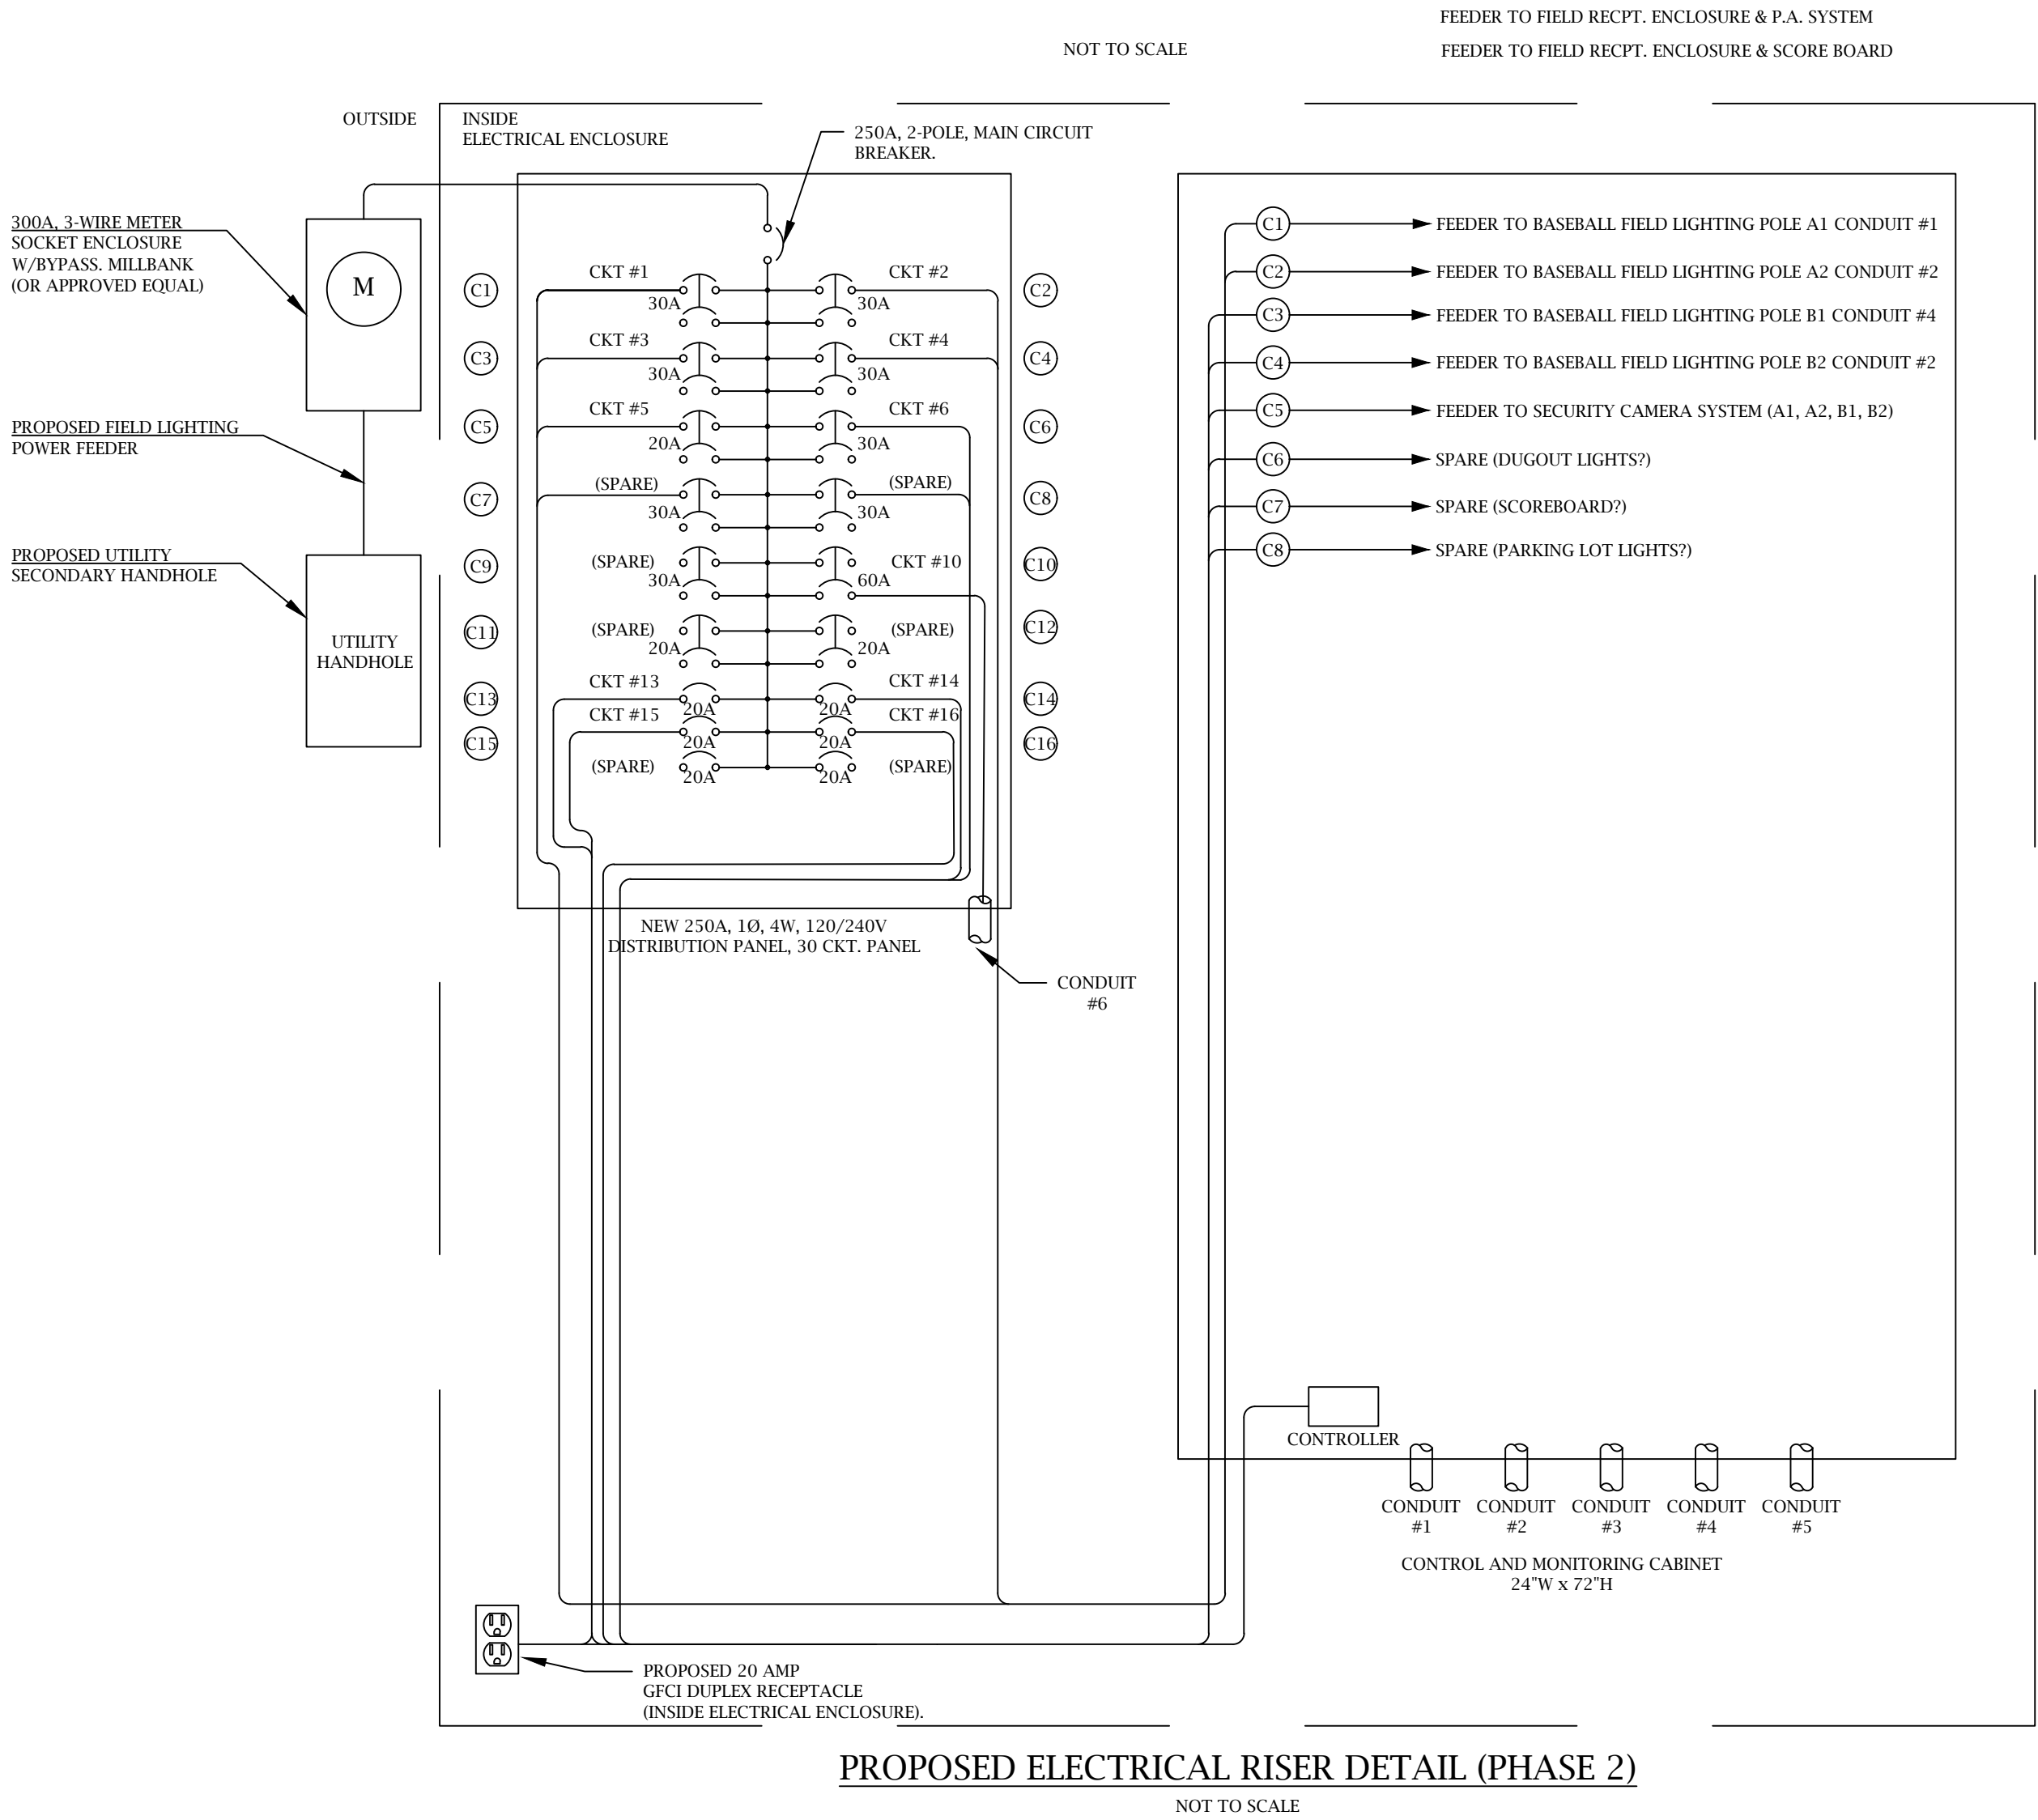 FEEDER TO FIELD RECPT. ENCLOSURE & P.A. SYSTEM
NOT TO SCALE
FEEDER TO FIELD RECPT. ENCLOSURE & SCORE BOARD
OUTSIDE
INSIDE
ELECTRICAL ENCLOSURE
250A, 2-POLE, MAIN CIRCUIT
BREAKER.
300A, 3-WIRE METER
SOCKET ENCLOSURE
W/BYPASS. MILLBANK
(OR APPROVED EQUAL)
M
PROPOSED FIELD LIGHTING
POWER FEEDER
PROPOSED UTILITY
SECONDARY HANDHOLE
UTILITY
HANDHOLE
C1
CKT #1
30A
CKT #2
30A
C2
C3
CKT #3
30A
CKT #4
30A
C4
C5
CKT #5
20A
CKT #6
30A
C6
C7
(SPARE)
30A
(SPARE)
30A
C8
C9
(SPARE)
30A
CKT #10
60A
C10
C11
(SPARE)
20A
(SPARE)
20A
C12
C13
CKT #13
20A
CKT #14
20A
C14
C15
CKT #15
20A
CKT #16
20A
C16
(SPARE)
20A
(SPARE)
20A
NEW 250A, 1Ø, 4W, 120/240V
DISTRIBUTION PANEL, 30 CKT. PANEL
CONDUIT
#6
C1 FEEDER TO BASEBALL FIELD LIGHTING POLE A1 CONDUIT #1
C2 FEEDER TO BASEBALL FIELD LIGHTING POLE A2 CONDUIT #2
C3 FEEDER TO BASEBALL FIELD LIGHTING POLE B1 CONDUIT #4
C4 FEEDER TO BASEBALL FIELD LIGHTING POLE B2 CONDUIT #2
C5 FEEDER TO SECURITY CAMERA SYSTEM (A1, A2, B1, B2)
C6 SPARE (DUGOUT LIGHTS?)
C7 SPARE (SCOREBOARD?)
C8 SPARE (PARKING LOT LIGHTS?)
CONTROLLER
CONDUIT
#1
CONDUIT
#2
CONDUIT
#3
CONDUIT
#4
CONDUIT
#5
CONTROL AND MONITORING CABINET
24"W x 72"H
PROPOSED 20 AMP
GFCI DUPLEX RECEPTACLE
(INSIDE ELECTRICAL ENCLOSURE).
PROPOSED ELECTRICAL RISER DETAIL (PHASE 2)
NOT TO SCALE